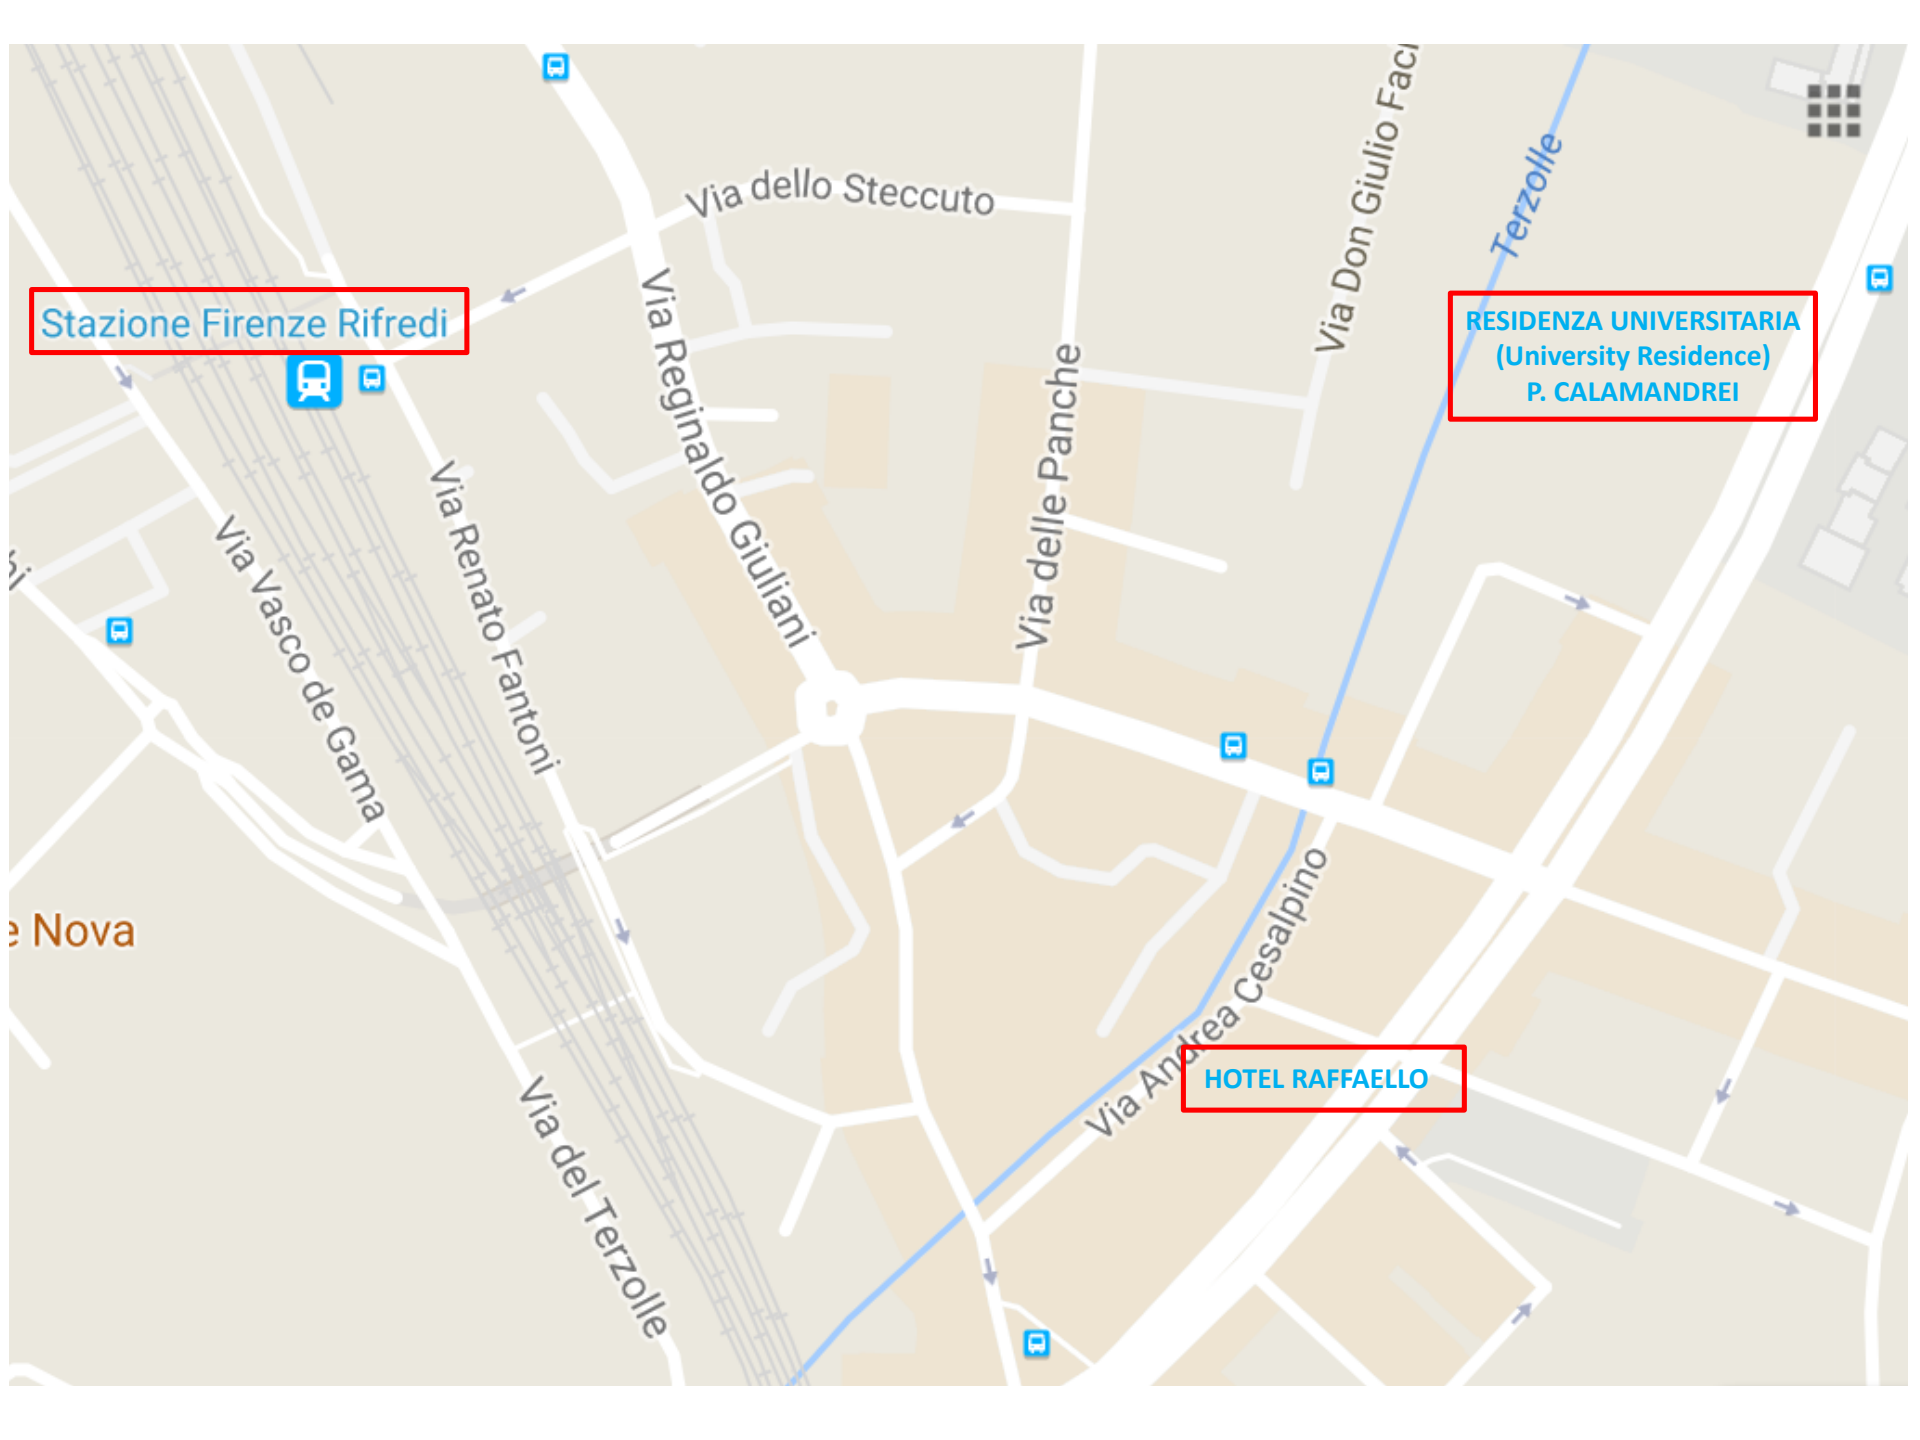 Via dello Steccuto
Via Don Giulio Faci
Terzolle
Stazione Firenze Rifredi
RESIDENZA UNIVERSITARIA
(University Residence)
P. CALAMANDREI
Via Reginaldo Giuliani
Via delle Panche
Via Renato Fantoni
Via Vasco de Gama
e Nova
Via Andrea Cesalpino
HOTEL RAFFAELLO
Via del Terzolle